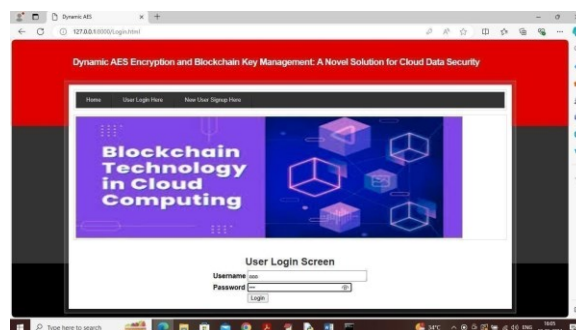 Dynamic AES
127.0.0.1:8000/Login.html
Dynamic AES Encryption and Blockchain Key Management: A Novel Solution for Cloud Data Security
Home User Login Here New User Signup Here
Blockchain
Technology
in Cloud
Computing
User Login Screen
Username
Password
Login
Type here to search 34°C ENG